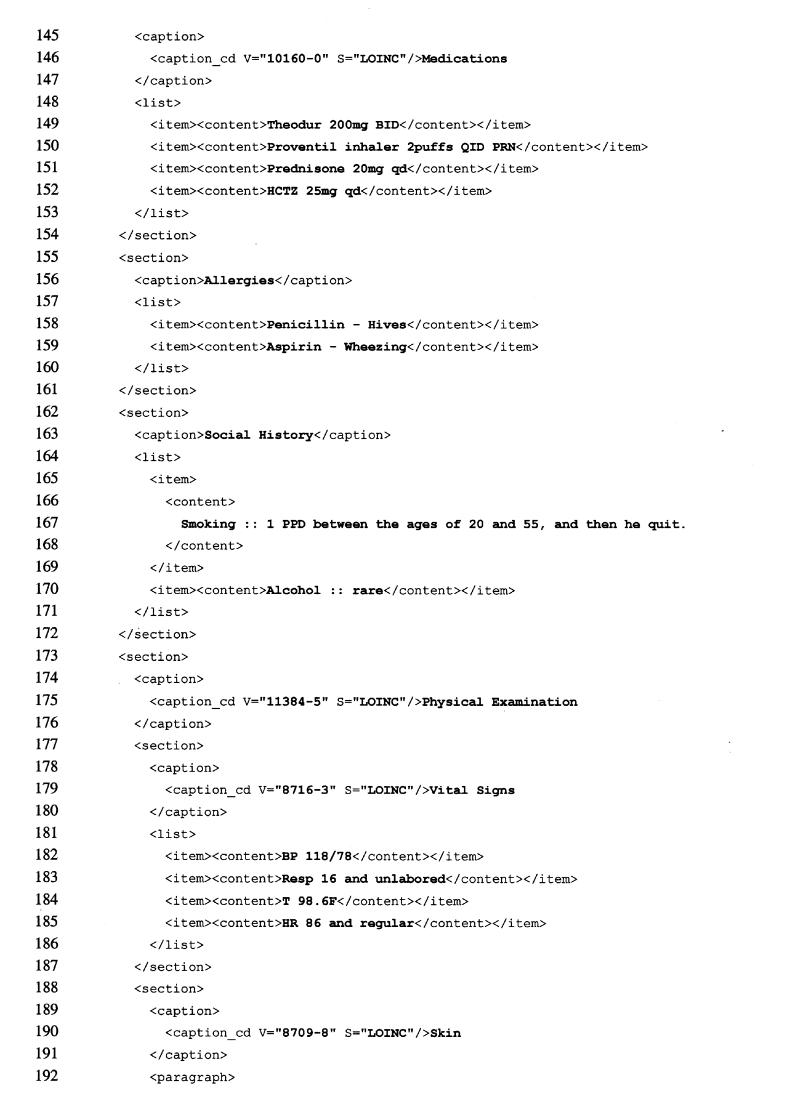 145 <caption>
146 <caption_cd V="10160-0" S="LOINC"/>Medications
147 </caption>
148 <list>
149 <item><content>Theodur 200mg BID</content></item>
150 <item><content>Proventil inhaler 2puffs QID PRN</content></item>
151 <item><content>Prednisone 20mg qd</content></item>
152 <item><content>HCTZ 25mg qd</content></item>
153 </list>
154 </section>
155 <section>
156 <caption>Allergies</caption>
157 <list>
158 <item><content>Penicillin - Hives</content></item>
159 <item><content>Aspirin - Wheezing</content></item>
160 </list>
161 </section>
162 <section>
163 <caption>Social History</caption>
164 <list>
165 <item>
166 <content>
167 Smoking :: 1 PPD between the ages of 20 and 55, and then he quit.
168 </content>
169 </item>
170 <item><content>Alcohol :: rare</content></item>
171 </list>
172 </section>
173 <section>
174 <caption>
175 <caption_cd V="11384-5" S="LOINC"/>Physical Examination
176 </caption>
177 <section>
178 <caption>
179 <caption_cd V="8716-3" S="LOINC"/>Vital Signs
180 </caption>
181 <list>
182 <item><content>BP 118/78</content></item>
183 <item><content>Resp 16 and unlabored</content></item>
184 <item><content>T 98.6F</content></item>
185 <item><content>HR 86 and regular</content></item>
186 </list>
187 </section>
188 <section>
189 <caption>
190 <caption_cd V="8709-8" S="LOINC"/>Skin
191 </caption>
192 <paragraph>